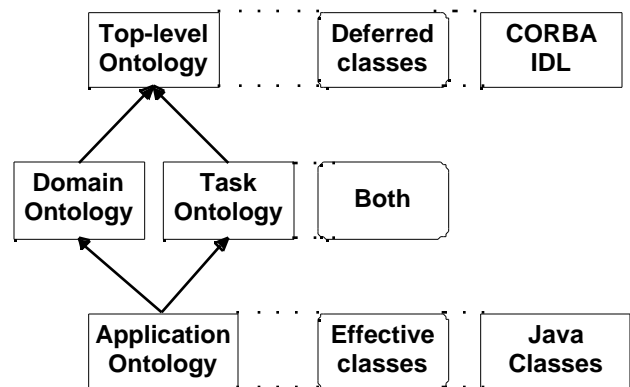 Top-level
Ontology
Deferred
classes
CORBA
IDL
Domain
Ontology
Task
Ontology
Both
Application
Ontology
Effective
classes
Java
Classes